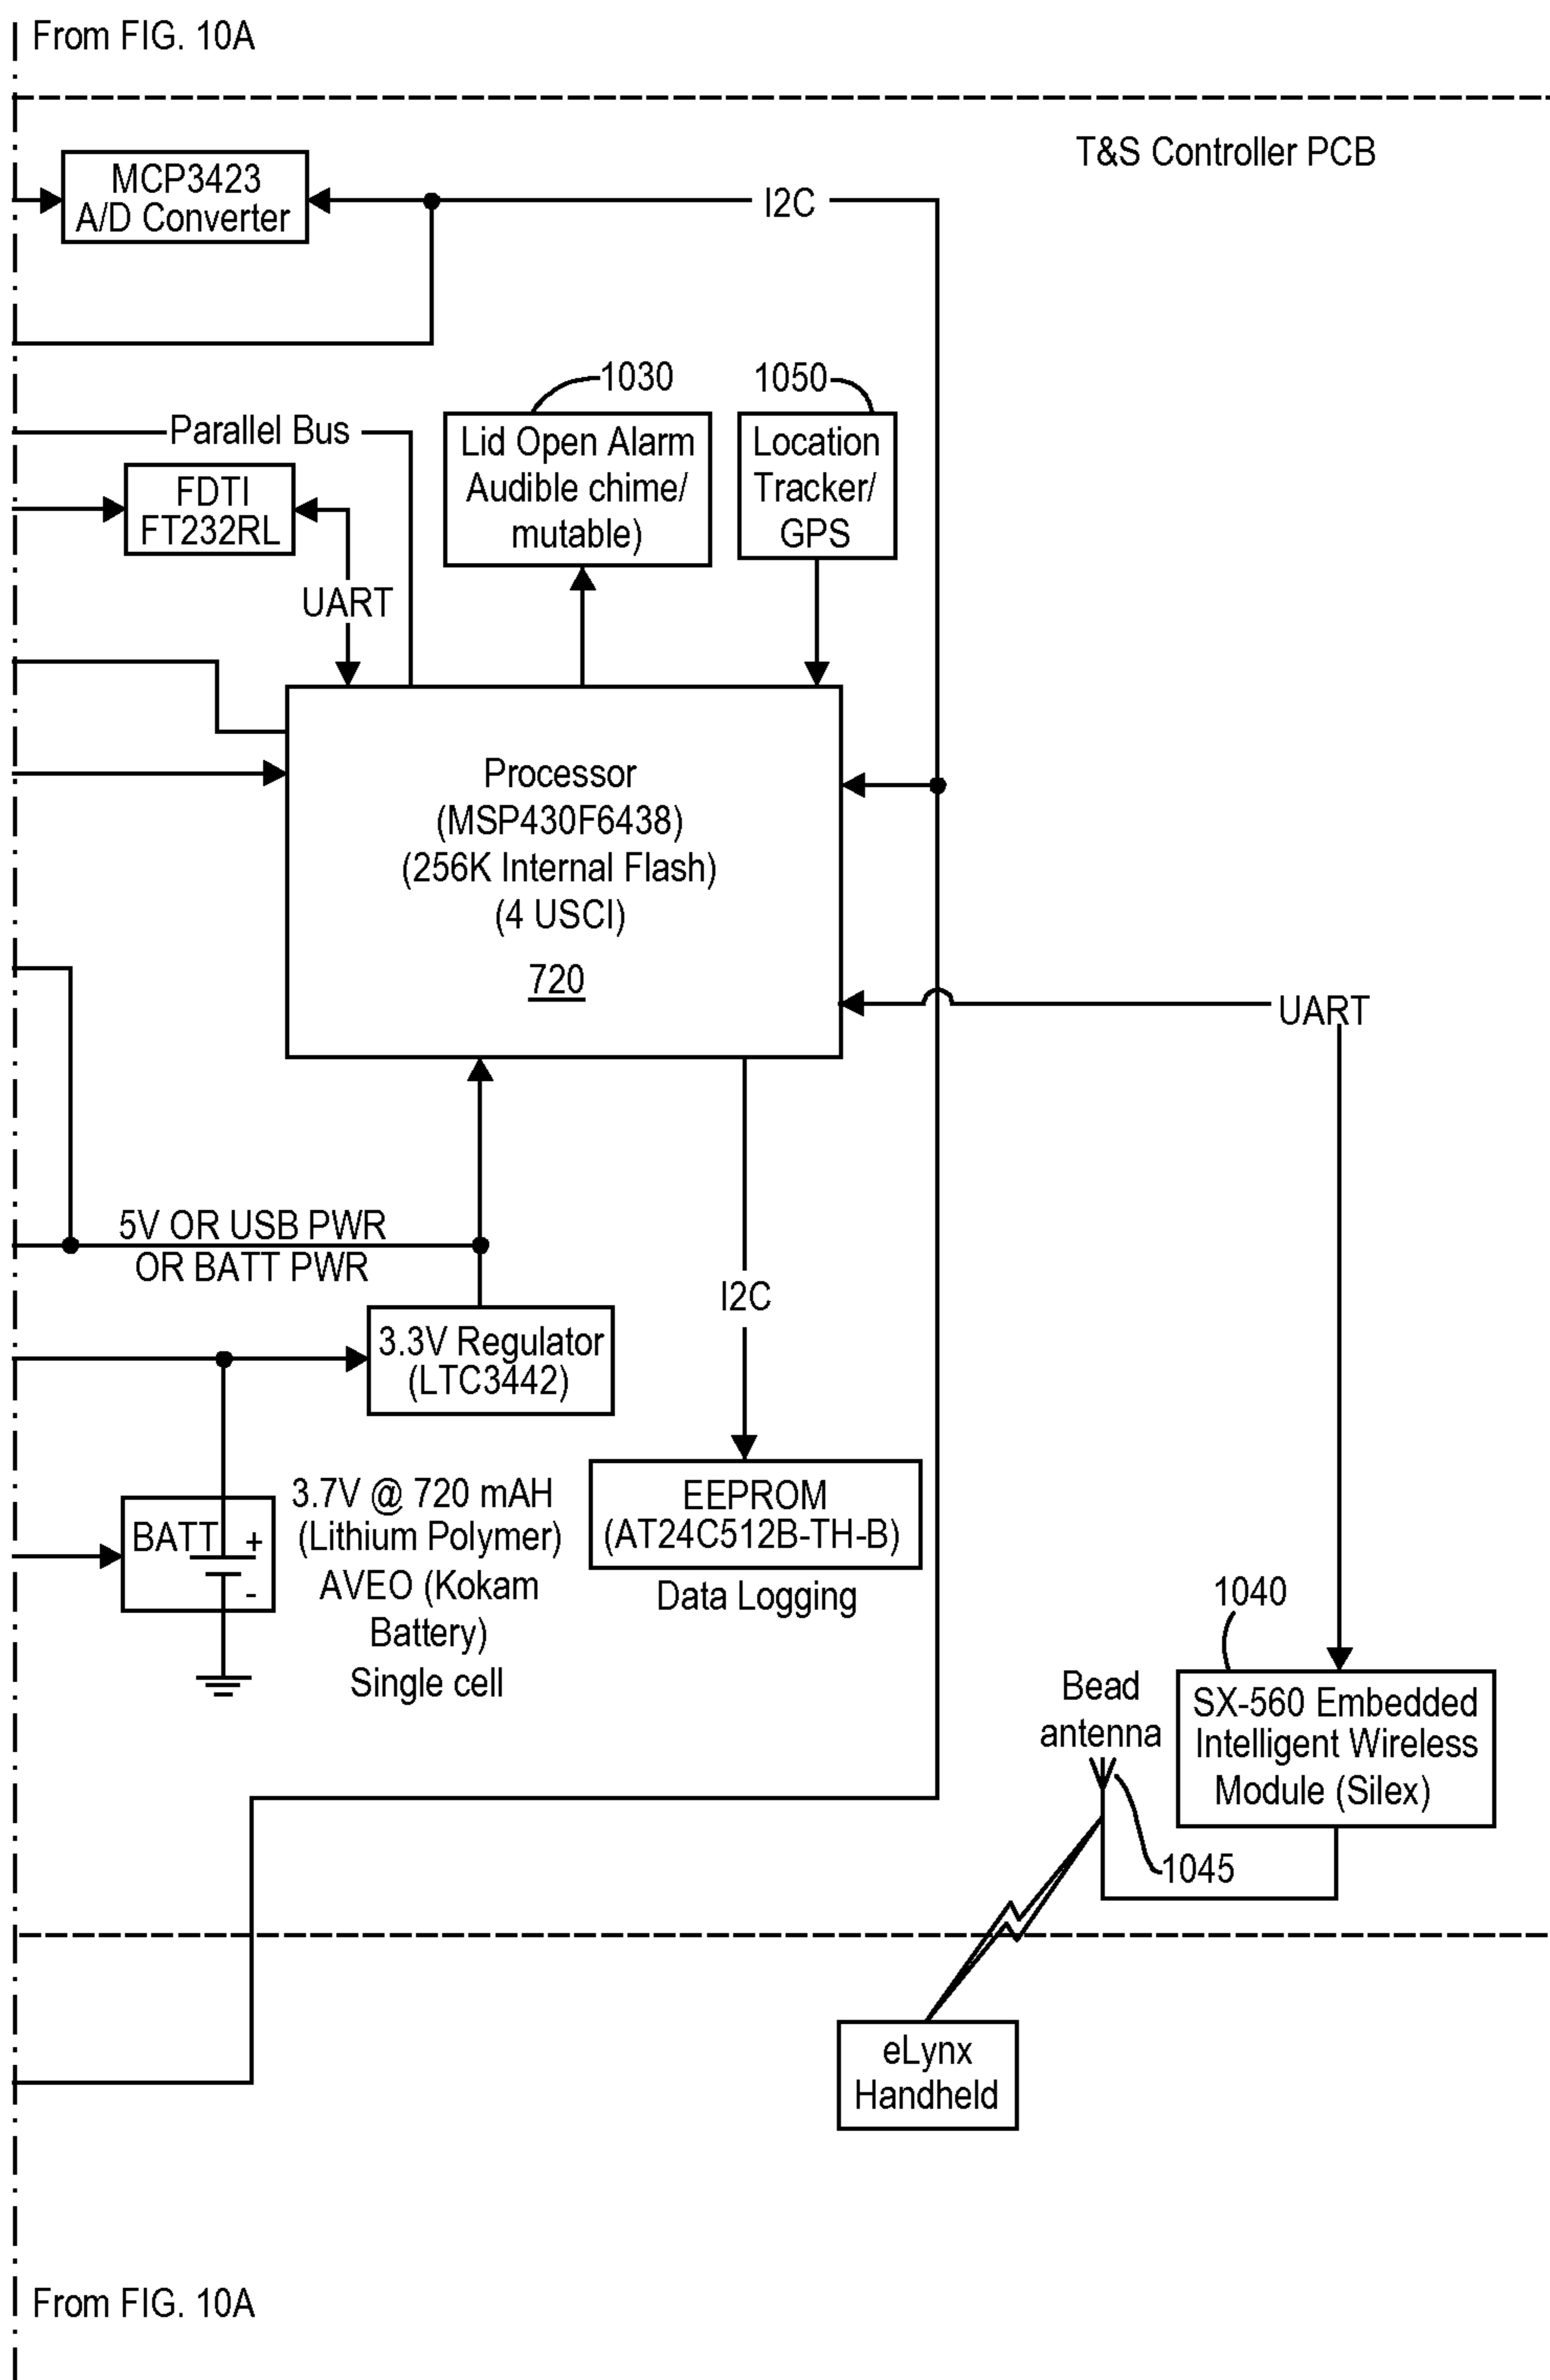 From FIG. 10A
T&S Controller PCB
MCP3423
A/D Converter
I2C
1030
1050
Parallel Bus
Lid Open Alarm
Audible chime/
mutable)
Location
Tracker/
GPS
FDTI
FT232RL
UART
Processor
(MSP430F6438)
(256K Internal Flash)
(4 USCI)
720
UART
5V OR USB PWR
OR BATT PWR
I2C
3.3V Regulator
(LTC3442)
BATT
+
-
3.7V @ 720 mAH
(Lithium Polymer)
AVEO (Kokam
Battery)
Single cell
EEPROM
(AT24C512B-TH-B)
Data Logging
1040
Bead
antenna
SX-560 Embedded
Intelligent Wireless
Module (Silex)
1045
eLynx
Handheld
From FIG. 10A